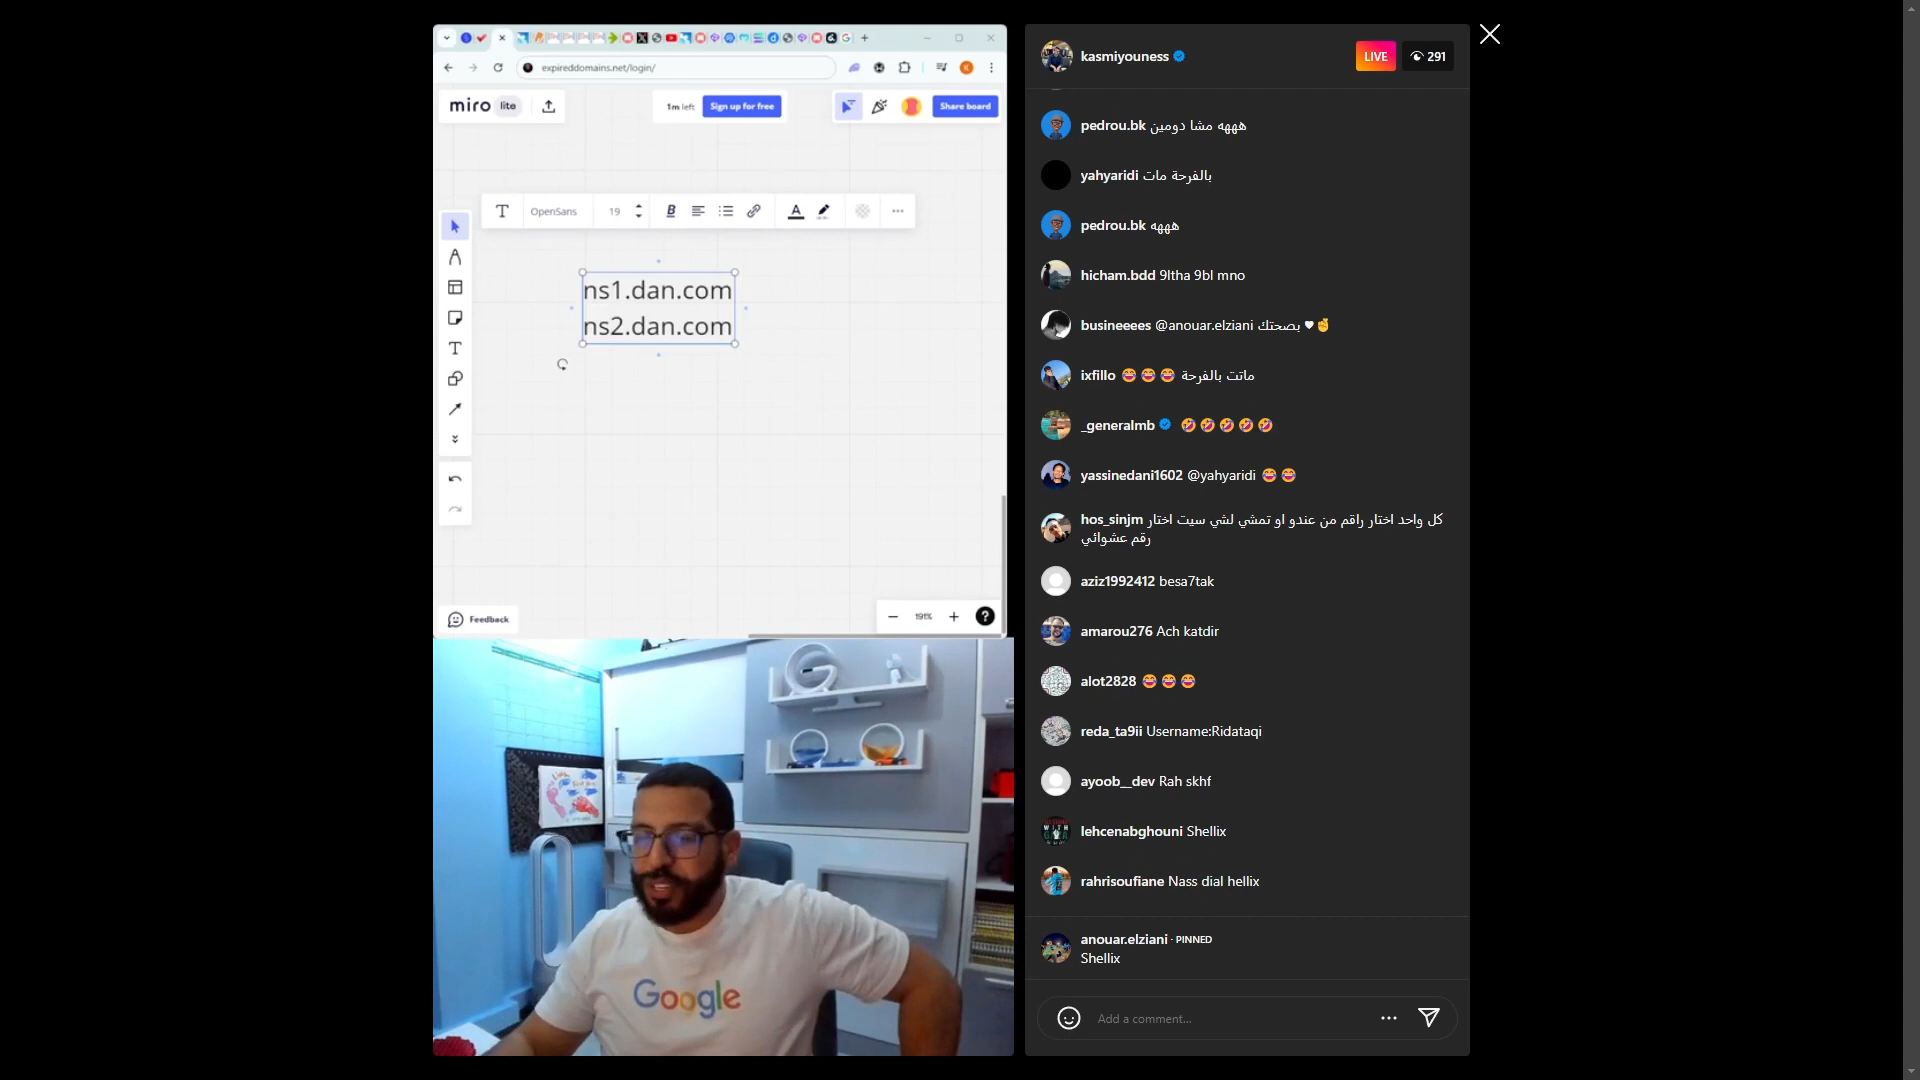 expireddomains.net/login/
miro lite
1m left
Sign up for free
Share board
OpenSans
19
B
A
ns1.dan.com
ns2.dan.com
Feedback
191%
Google
kasmiyouness
LIVE
291
pedrou.bk هههه مشا دومين
yahyaridi بالفرحة مات
pedrou.bk هههه
hicham.bdd 9ltha 9bl mno
busineeees @anouar.elziani بصحتك ♥️🤞
ixfillo 😂😂😂 ماتت بالفرحة
_generalmb 🤣🤣🤣🤣🤣
yassinedani1602 @yahyaridi 😂😂
hos_sinjm كل واحد اختار راقم من عندو او تمشي لشي سيت اختار
رقم عشوائي
aziz1992412 besa7tak
amarou276 Ach katdir
alot2828 😂😂😂
reda_ta9ii Username:Ridataqi
ayoob__dev Rah skhf
lehcenabghouni Shellix
rahrisoufiane Nass dial hellix
anouar.elziani · PINNED
Shellix
Add a comment...